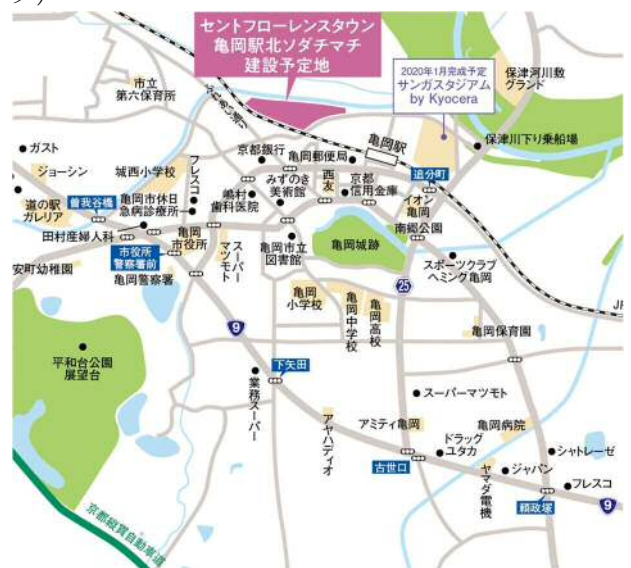 セントフローレンスタウン
亀岡駅北ソダチマチ
建設予定地
2020年1月完成予定
サンガスタジアム
by Kyocera
保津河川敷
グランド
市立
第六保育所
ガスト
ジョーシン
城西小学校
フレスコ
京都銀行
亀岡郵便局
亀岡駅
保津川下り乗船場
道の駅
ガレリア
曽我谷橋
亀岡市休日
急病診療所
嶋村
歯科医院
みずのき
美術館
西友
京都
信用金庫
追分町
イオン
亀岡
田村産婦人科
亀岡
市役所
スーパー
マツモト
亀岡市立
図書館
亀岡城跡
南郷公園
市役所
警察署前
安町幼稚園
亀岡警察署
スポーツクラブ
ヘミング亀岡
25
亀岡
小学校
亀岡
中学校
亀岡
高校
亀岡保育園
9
平和台公園
展望台
下矢田
業務スーパー
スーパーマツモト
アヤハディオ
アミティ亀岡
亀岡病院
ドラッグ
ユタカ
シャトレーゼ
古世口
ヤマダ電機
ジャパン
フレスコ
頼政塚
9
京都縦貫自動車道